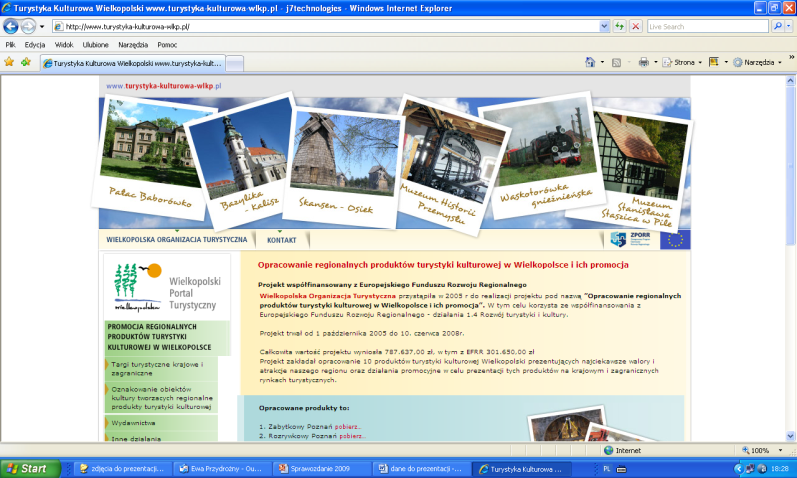 Turystyka Kulturowa Wielkopolski www.turystyka-kulturowa-wlkp.pl - j7technologies - Windows Internet Explorer
http://www.turystyka-kulturowa-wlkp.pl/
Live Search
Plik Edycja Widok Ulubione Narzędzia Pomoc
Turystyka Kulturowa Wielkopolski www.turystyka-kult...
Strona
Narzędzia
www.turystyka-kulturowa-wlkp.pl
Pałac Baborówko
Bazylika - Kalisz
Skansen - Osiek
Muzeum Historii Przemysłu
Wąskotorówka gnieźnieńska
Muzeum Stanisława Staszica w Pile
WIELKOPOLSKA ORGANIZACJA TURYSTYCZNA
KONTAKT
ZPORR
wielkopolska
Wielkopolski
Portal
Turystyczny
PROMOCJA REGIONALNYCH
PRODUKTÓW TURYSTYKI
KULTUROWEJ W WIELKOPOLSCE
Targi turystyczne krajowe i
zagraniczne
Oznakowanie obiektów
kultury tworzących regionalne
produkty turystyki kulturowej
Wydawnictwa
Inne działania
Opracowanie regionalnych produktów turystyki kulturowej w Wielkopolsce i ich promocja
Projekt współfinansowany z Europejskiego Funduszu Rozwoju Regionalnego
Wielkopolska Organizacja Turystyczna przystąpiła w 2005 r do realizacji projektu pod nazwą "Opracowanie regionalnych
produktów turystyki kulturowej w Wielkopolsce i ich promocja". W tym celu korzysta ze współfinansowania z
Europejskiego Funduszu Rozwoju Regionalnego - działania 1.4 Rozwój turystyki i kultury.
Projekt trwał od 1 października 2005 do 10. czerwca 2008r.
Całkowita wartość projektu wyniosła 787.637,00 zł, w tym z EFRR 301.650,00 zł
Projekt zakładał opracowanie 10 produktów turystyki kulturowej Wielkopolski prezentujących najciekawsze walory i
atrakcje naszego regionu oraz działania promocyjne w celu prezentacji tych produktów na krajowym i zagranicznych
rynkach turystycznych.
Opracowane produkty to:
1. Zabytkowy Poznań pobierz..
2. Rozrywkowy Poznań pobierz..
Internet
100%
Start
zdjęcia do prezentacji...
Ewa Przydrożny - Ou...
Sprawozdanie 2009
dane do prezentacji -...
Turystyka Kulturowa ...
PL
18:28